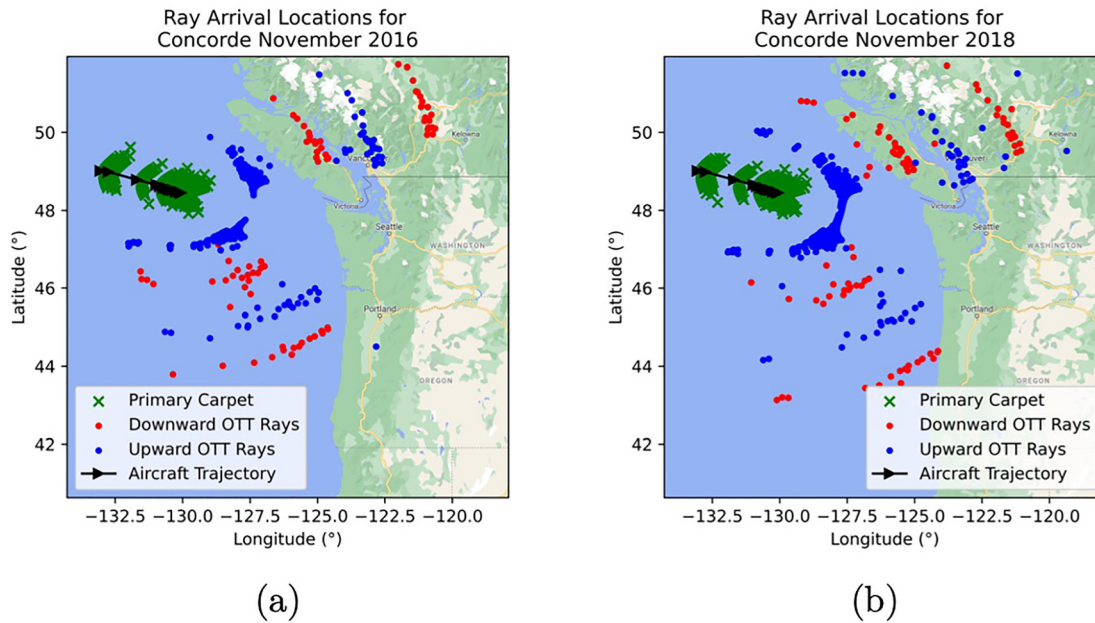 Ray Arrival Locations for
Concorde November 2016
Latitude (°)
50
48
46
44
42
Kelowna
Vancouver
Victoria
Seattle
WASHINGTON
Portland
OREGON
Primary Carpet
Downward OTT Rays
Upward OTT Rays
Aircraft Trajectory
−132.5 −130.0 −127.5 −125.0 −122.5 −120.0
Longitude (°)
(a)
Ray Arrival Locations for
Concorde November 2018
Latitude (°)
50
48
46
44
42
Kelowna
Victoria
Seattle
WASHINGTON
Portland
OREGON
Primary Carpet
Downward OTT Rays
Upward OTT Rays
Aircraft Trajectory
−132.5 −130.0 −127.5 −125.0 −122.5 −120.0
Longitude (°)
(b)